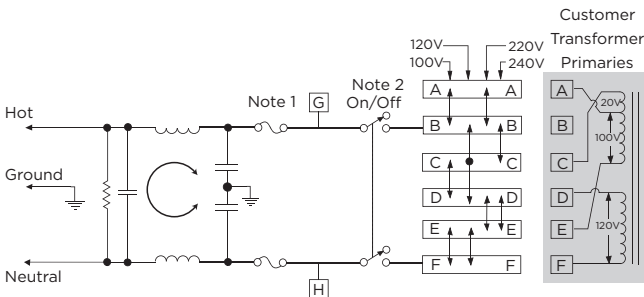 Customer
Transformer
Primaries
120V
100V
220V
240V
Note 1
Note 2
On/Off
Hot
Ground
Neutral
G
H
A A
B B
C C
D D
E E
F F
A
B
C
D
E
F
20V
100V
120V